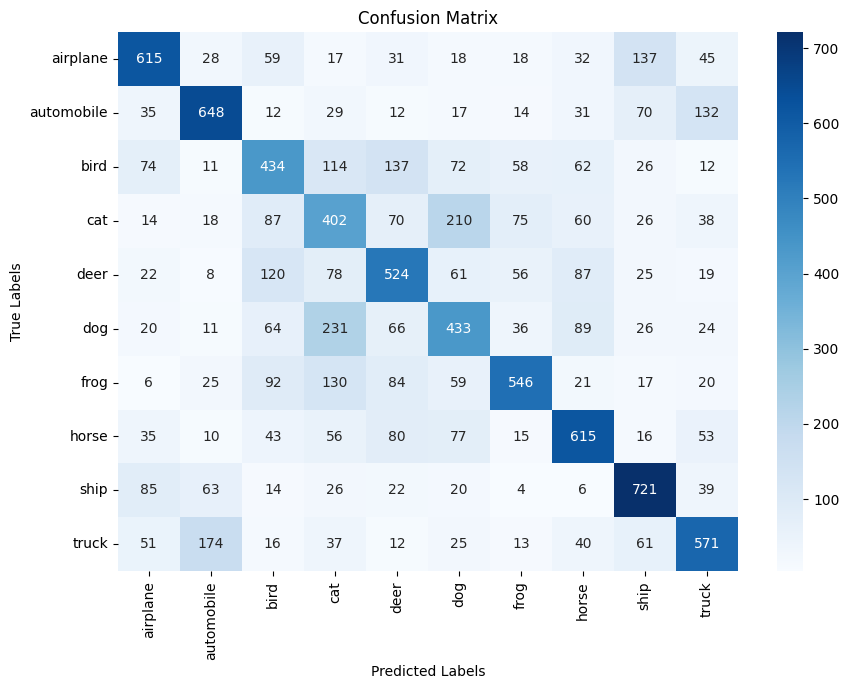 Confusion Matrix
airplane 615 28 59 17 31 18 18 32 137 45
automobile 35 648 12 29 12 17 14 31 70 132
bird 74 11 434 114 137 72 58 62 26 12
cat 14 18 87 402 70 210 75 60 26 38
deer 22 8 120 78 524 61 56 87 25 19
dog 20 11 64 231 66 433 36 89 26 24
frog 6 25 92 130 84 59 546 21 17 20
horse 35 10 43 56 80 77 15 615 16 53
ship 85 63 14 26 22 20 4 6 721 39
truck 51 174 16 37 12 25 13 40 61 571
airplane automobile bird cat deer dog frog horse ship truck
Predicted Labels
True Labels
700
600
500
400
300
200
100